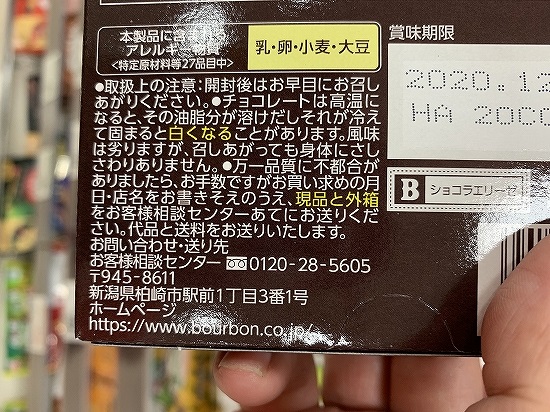 本製品に含まれる
アレルギー物質
<特定原材料等27品目中>
乳・卵・小麦・大豆
賞味期限
2020.12
HA 20C0
●取扱上の注意:開封後はお早目にお召し
あがりください。●チョコレートは高温に
なると、その油脂分が溶けだしそれが冷え
て固まると白くなることがあります。風味
は劣りますが、召しあがっても身体にさし
さわりありません。●万一品質に不都合が
ありましたら、お手数ですがお買い求めの月
日・店名をお書きそえのうえ、現品と外箱
をお客様相談センターあてにお送りくだ
さい。代品と送料をお送りいたします。
お問い合わせ・送り先
お客様相談センター 0120-28-5605
〒945-8611
新潟県柏崎市駅前1丁目3番1号
ホームページ
https://www.bourbon.co.jp/
B ショコラエリーゼ